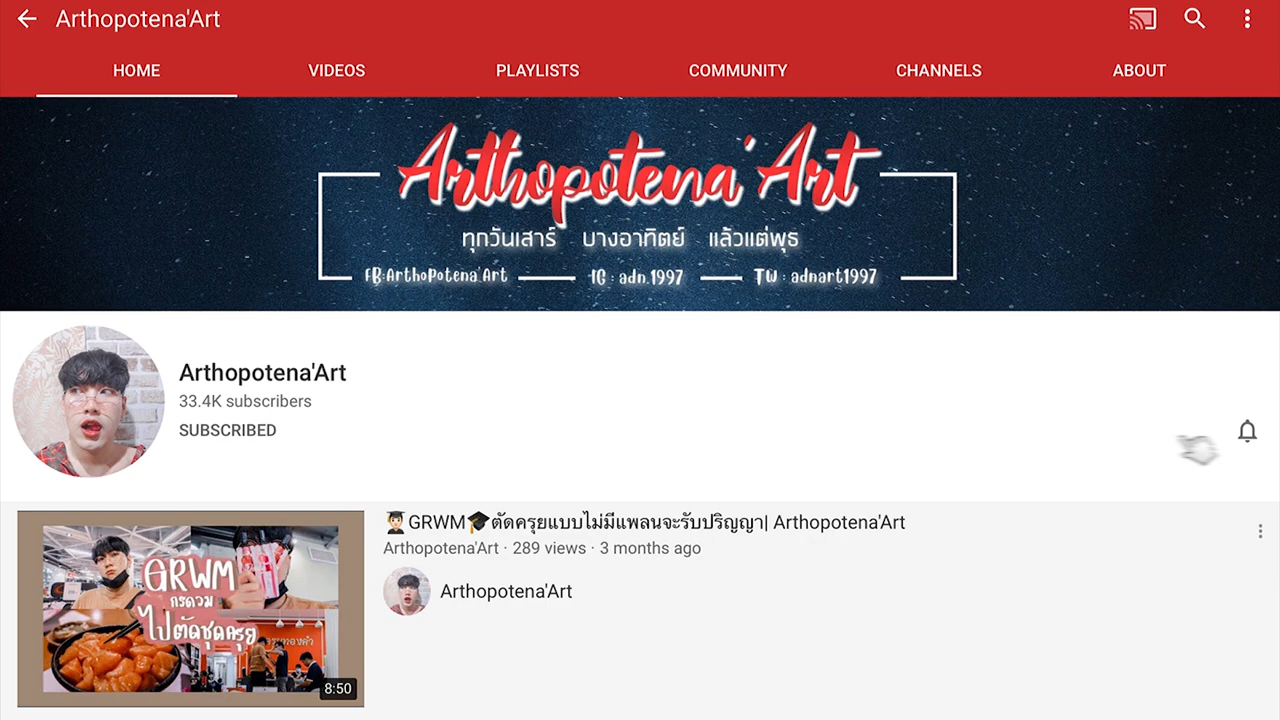 Arthopotena'Art
HOME VIDEOS PLAYLISTS COMMUNITY CHANNELS ABOUT
Arthopotena'Art
ทุกวันเสาร์ บางอาทิตย์ แล้วแต่พุธ
FB:ArthoPotena'Art IG : adn.1997 TW : adnart1997
Arthopotena'Art
33.4K subscribers
SUBSCRIBED
GRWM ตัดครุยแบบไม่มีแพลนจะรับปริญญา| Arthopotena'Art
Arthopotena'Art · 289 views · 3 months ago
Arthopotena'Art
GRWM
กรดวม
ไปตัดชุดครุย
8:50